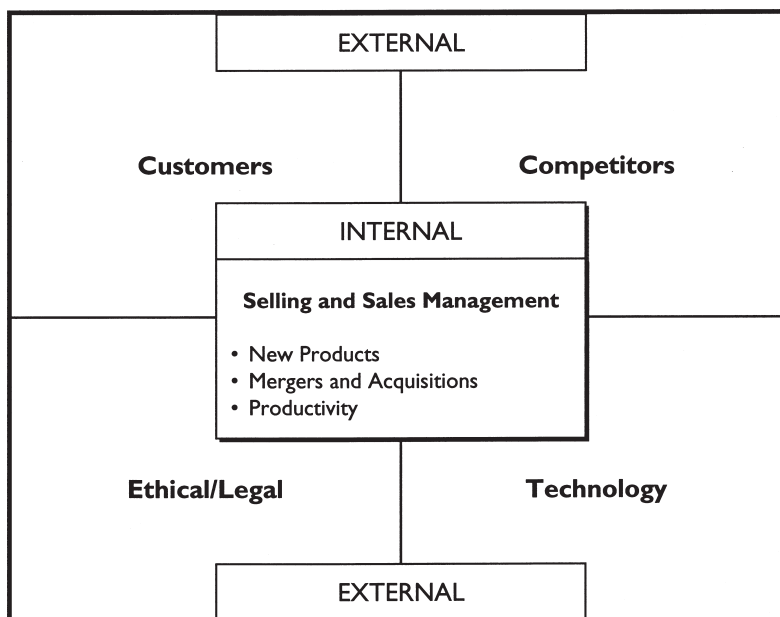 EXTERNAL
Customers
Competitors
INTERNAL
Selling and Sales Management
• New Products
• Mergers and Acquisitions
• Productivity
Ethical/Legal
Technology
EXTERNAL